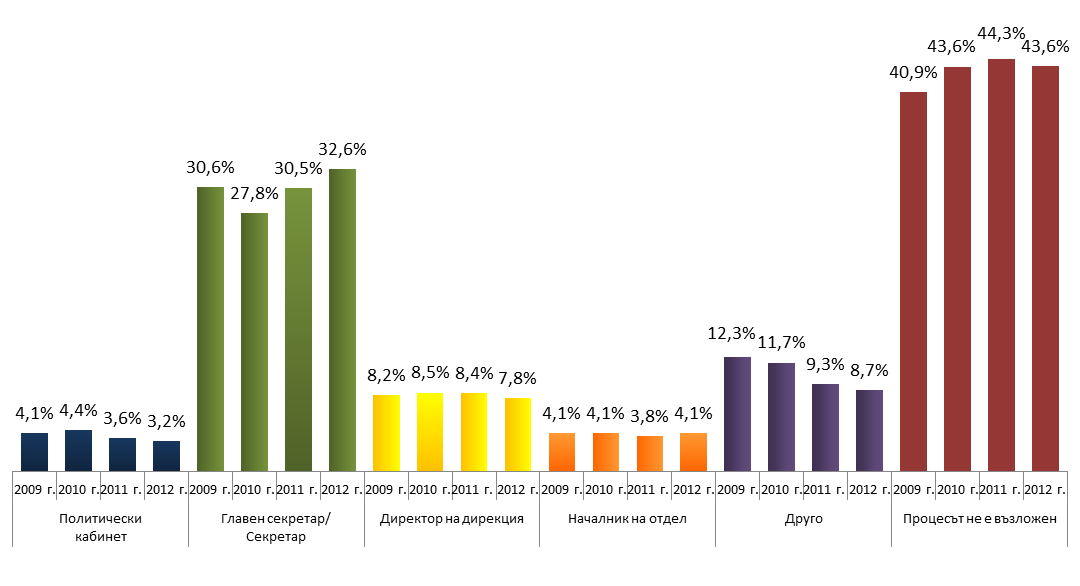 4,1%
4,4%
3,6%
3,2%
30,6%
27,8%
30,5%
32,6%
8,2%
8,5%
8,4%
7,8%
4,1%
4,1%
3,8%
4,1%
12,3%
11,7%
9,3%
8,7%
40,9%
43,6%
44,3%
43,6%
2009 г. 2010 г. 2011 г. 2012 г. 2009 г. 2010 г. 2011 г. 2012 г. 2009 г. 2010 г. 2011 г. 2012 г. 2009 г. 2010 г. 2011 г. 2012 г. 2009 г. 2010 г. 2011 г. 2012 г. 2009 г. 2010 г. 2011 г. 2012 г.
Политически
кабинет
Главен секретар/
Секретар
Директор на дирекция
Началник на отдел
Друго
Процесът не е възложен